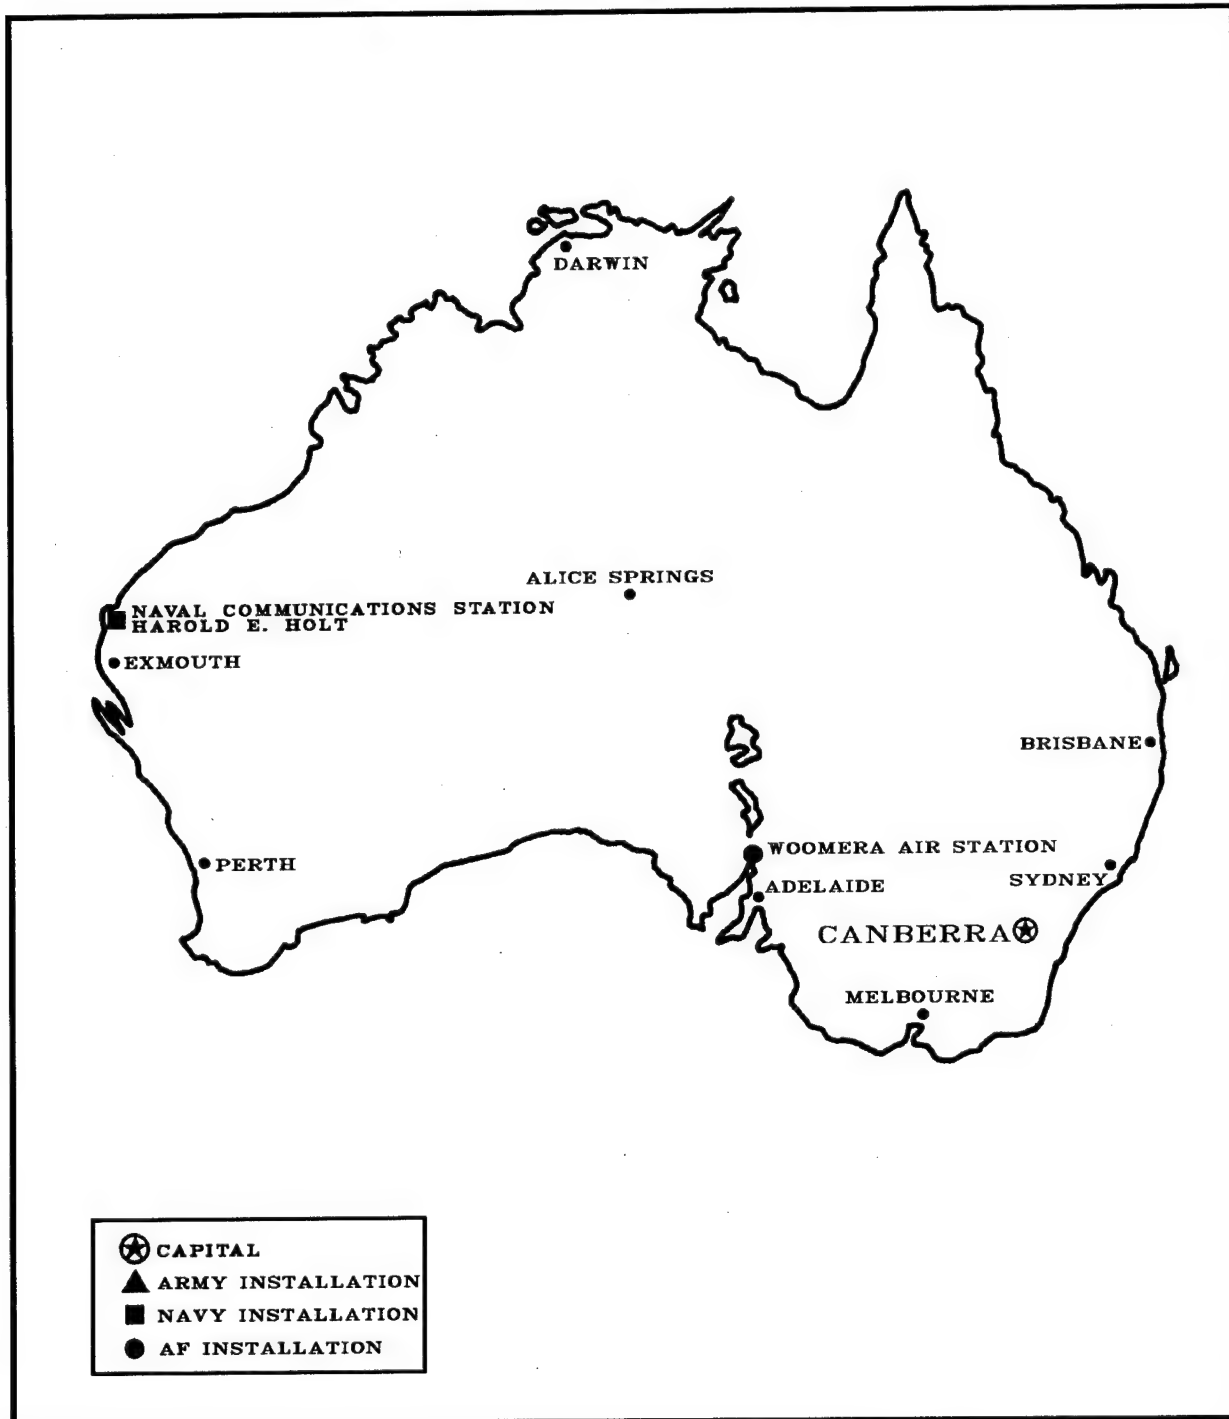 DARWIN
ALICE SPRINGS
NAVAL COMMUNICATIONS STATION
HAROLD E. HOLT
EXMOUTH
BRISBANE
WOOMERA AIR STATION
PERTH
SYDNEY
ADELAIDE
CANBERRA
MELBOURNE
CAPITAL
ARMY INSTALLATION
NAVY INSTALLATION
AF INSTALLATION